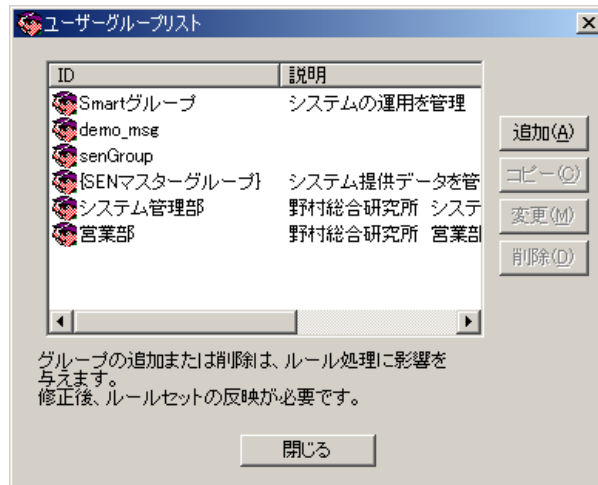 ユーザーグループリスト
ID 説明
Smartグループ システムの運用を管理
demo_msg
senGroup
{SENマスターグループ} システム提供データを管
システム管理部 野村総合研究所 システ
営業部 野村総合研究所 営業部
追加(A)
コピー(C)
変更(M)
削除(D)
グループの追加または削除は、ルール処理に影響を
与えます。
修正後、ルールセットの反映が必要です。
閉じる